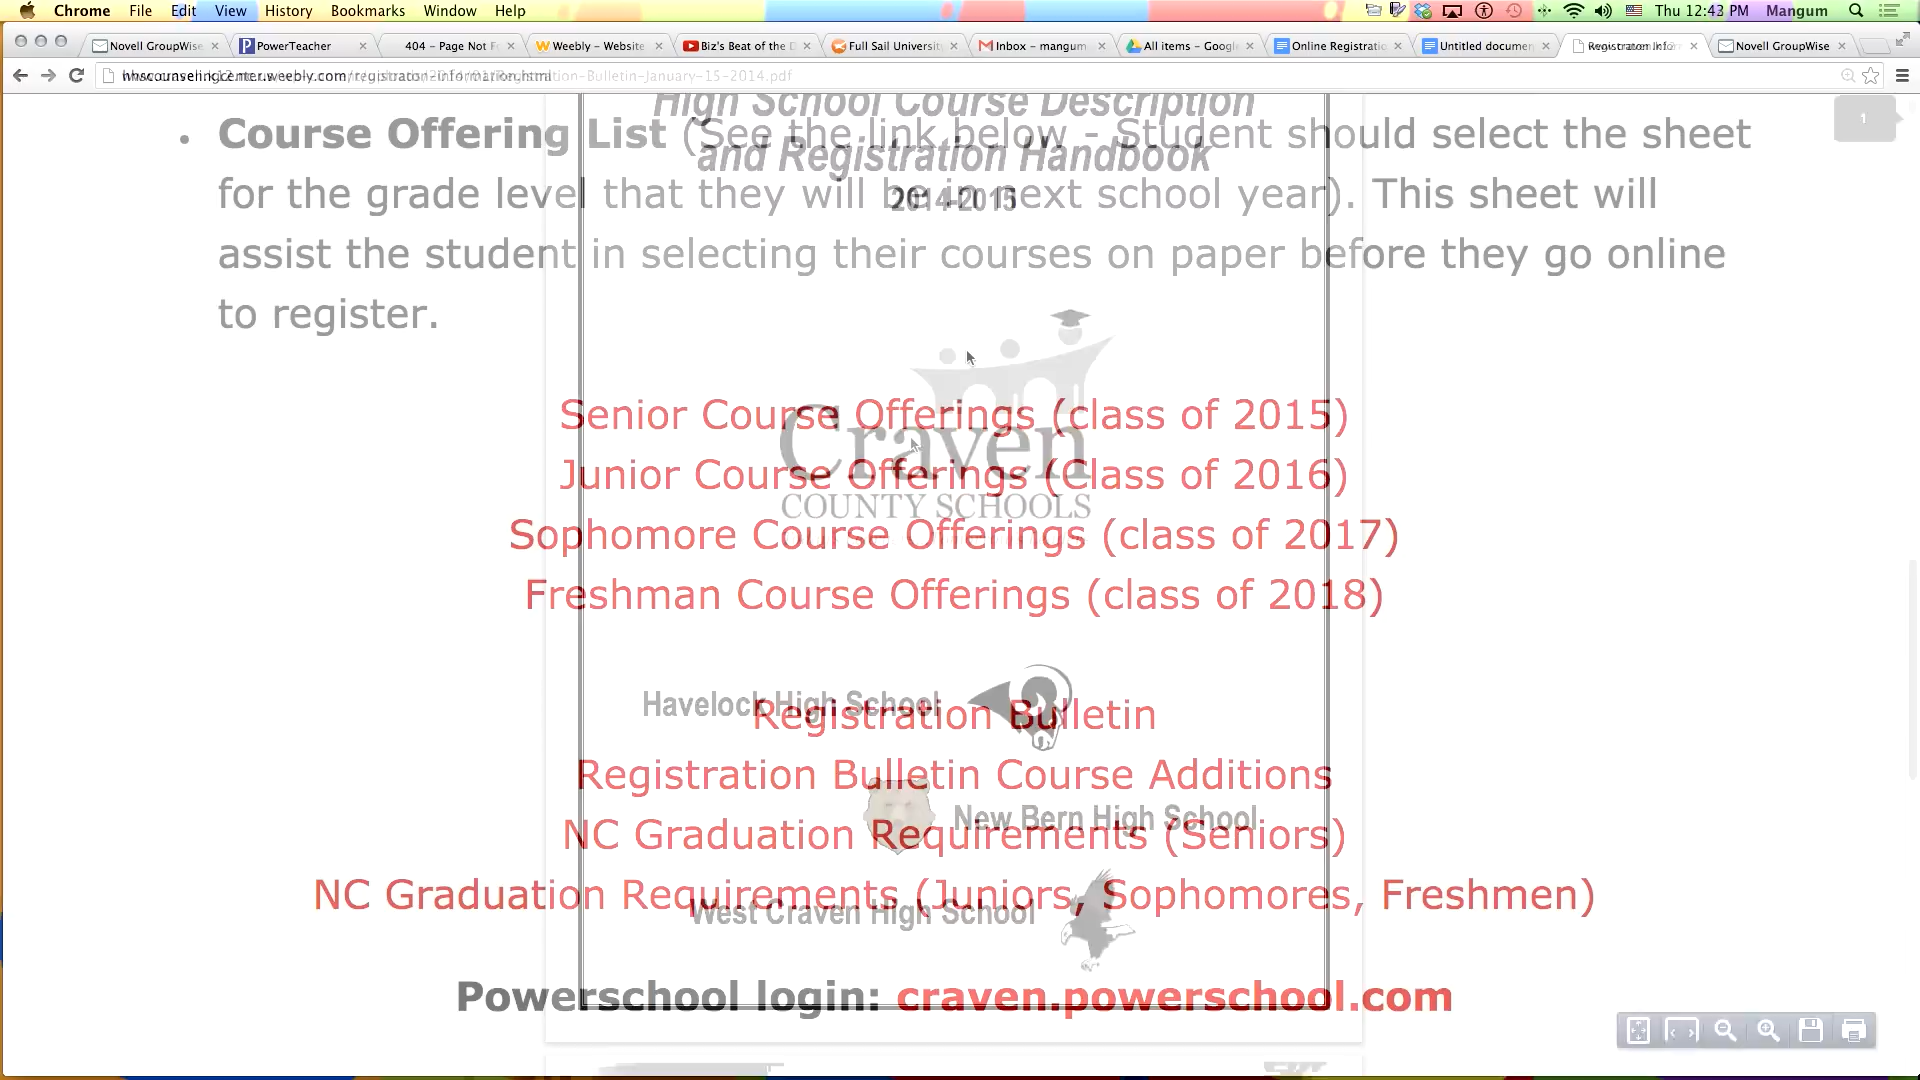 Chrome File Edit View History Bookmarks Window Help Thu 12:43 PM Mangum
Novell GroupWise PowerTeacher 404 – Page Not F Weebly – Website Biz's Beat of the D Full Sail Universit Inbox – mangum All items – Google Online Registratio Untitled documen Novell GroupWise
High School Course Description
1
• Course Offering List (See the link below - Student should select the sheet
and Registration Handbook
for the grade level that they will be in next school year). This sheet will
2014-2015
assist the student in selecting their courses on paper before they go online
to register.
Senior Course Offerings (class of 2015)
Craven
Junior Course Offerings (Class of 2016)
COUNTY SCHOOLS
Sophomore Course Offerings (class of 2017)
Freshman Course Offerings (class of 2018)
Havelock High School
Registration Bulletin
Registration Bulletin Course Additions
New Bern High School
NC Graduation Requirements (Seniors)
NC Graduation Requirements (Juniors, Sophomores, Freshmen)
West Craven High School
Powerschool login: craven.powerschool.com